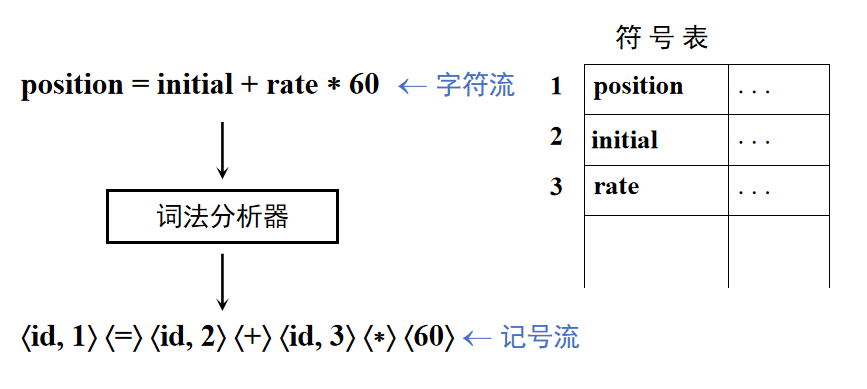 position = initial + rate * 60 ← 字符流
词法分析器
⟨id, 1⟩ ⟨=⟩ ⟨id, 2⟩ ⟨+⟩ ⟨id, 3⟩ ⟨*⟩ ⟨60⟩ ← 记号流
符 号 表
1 position . . .
2 initial . . .
3 rate . . .